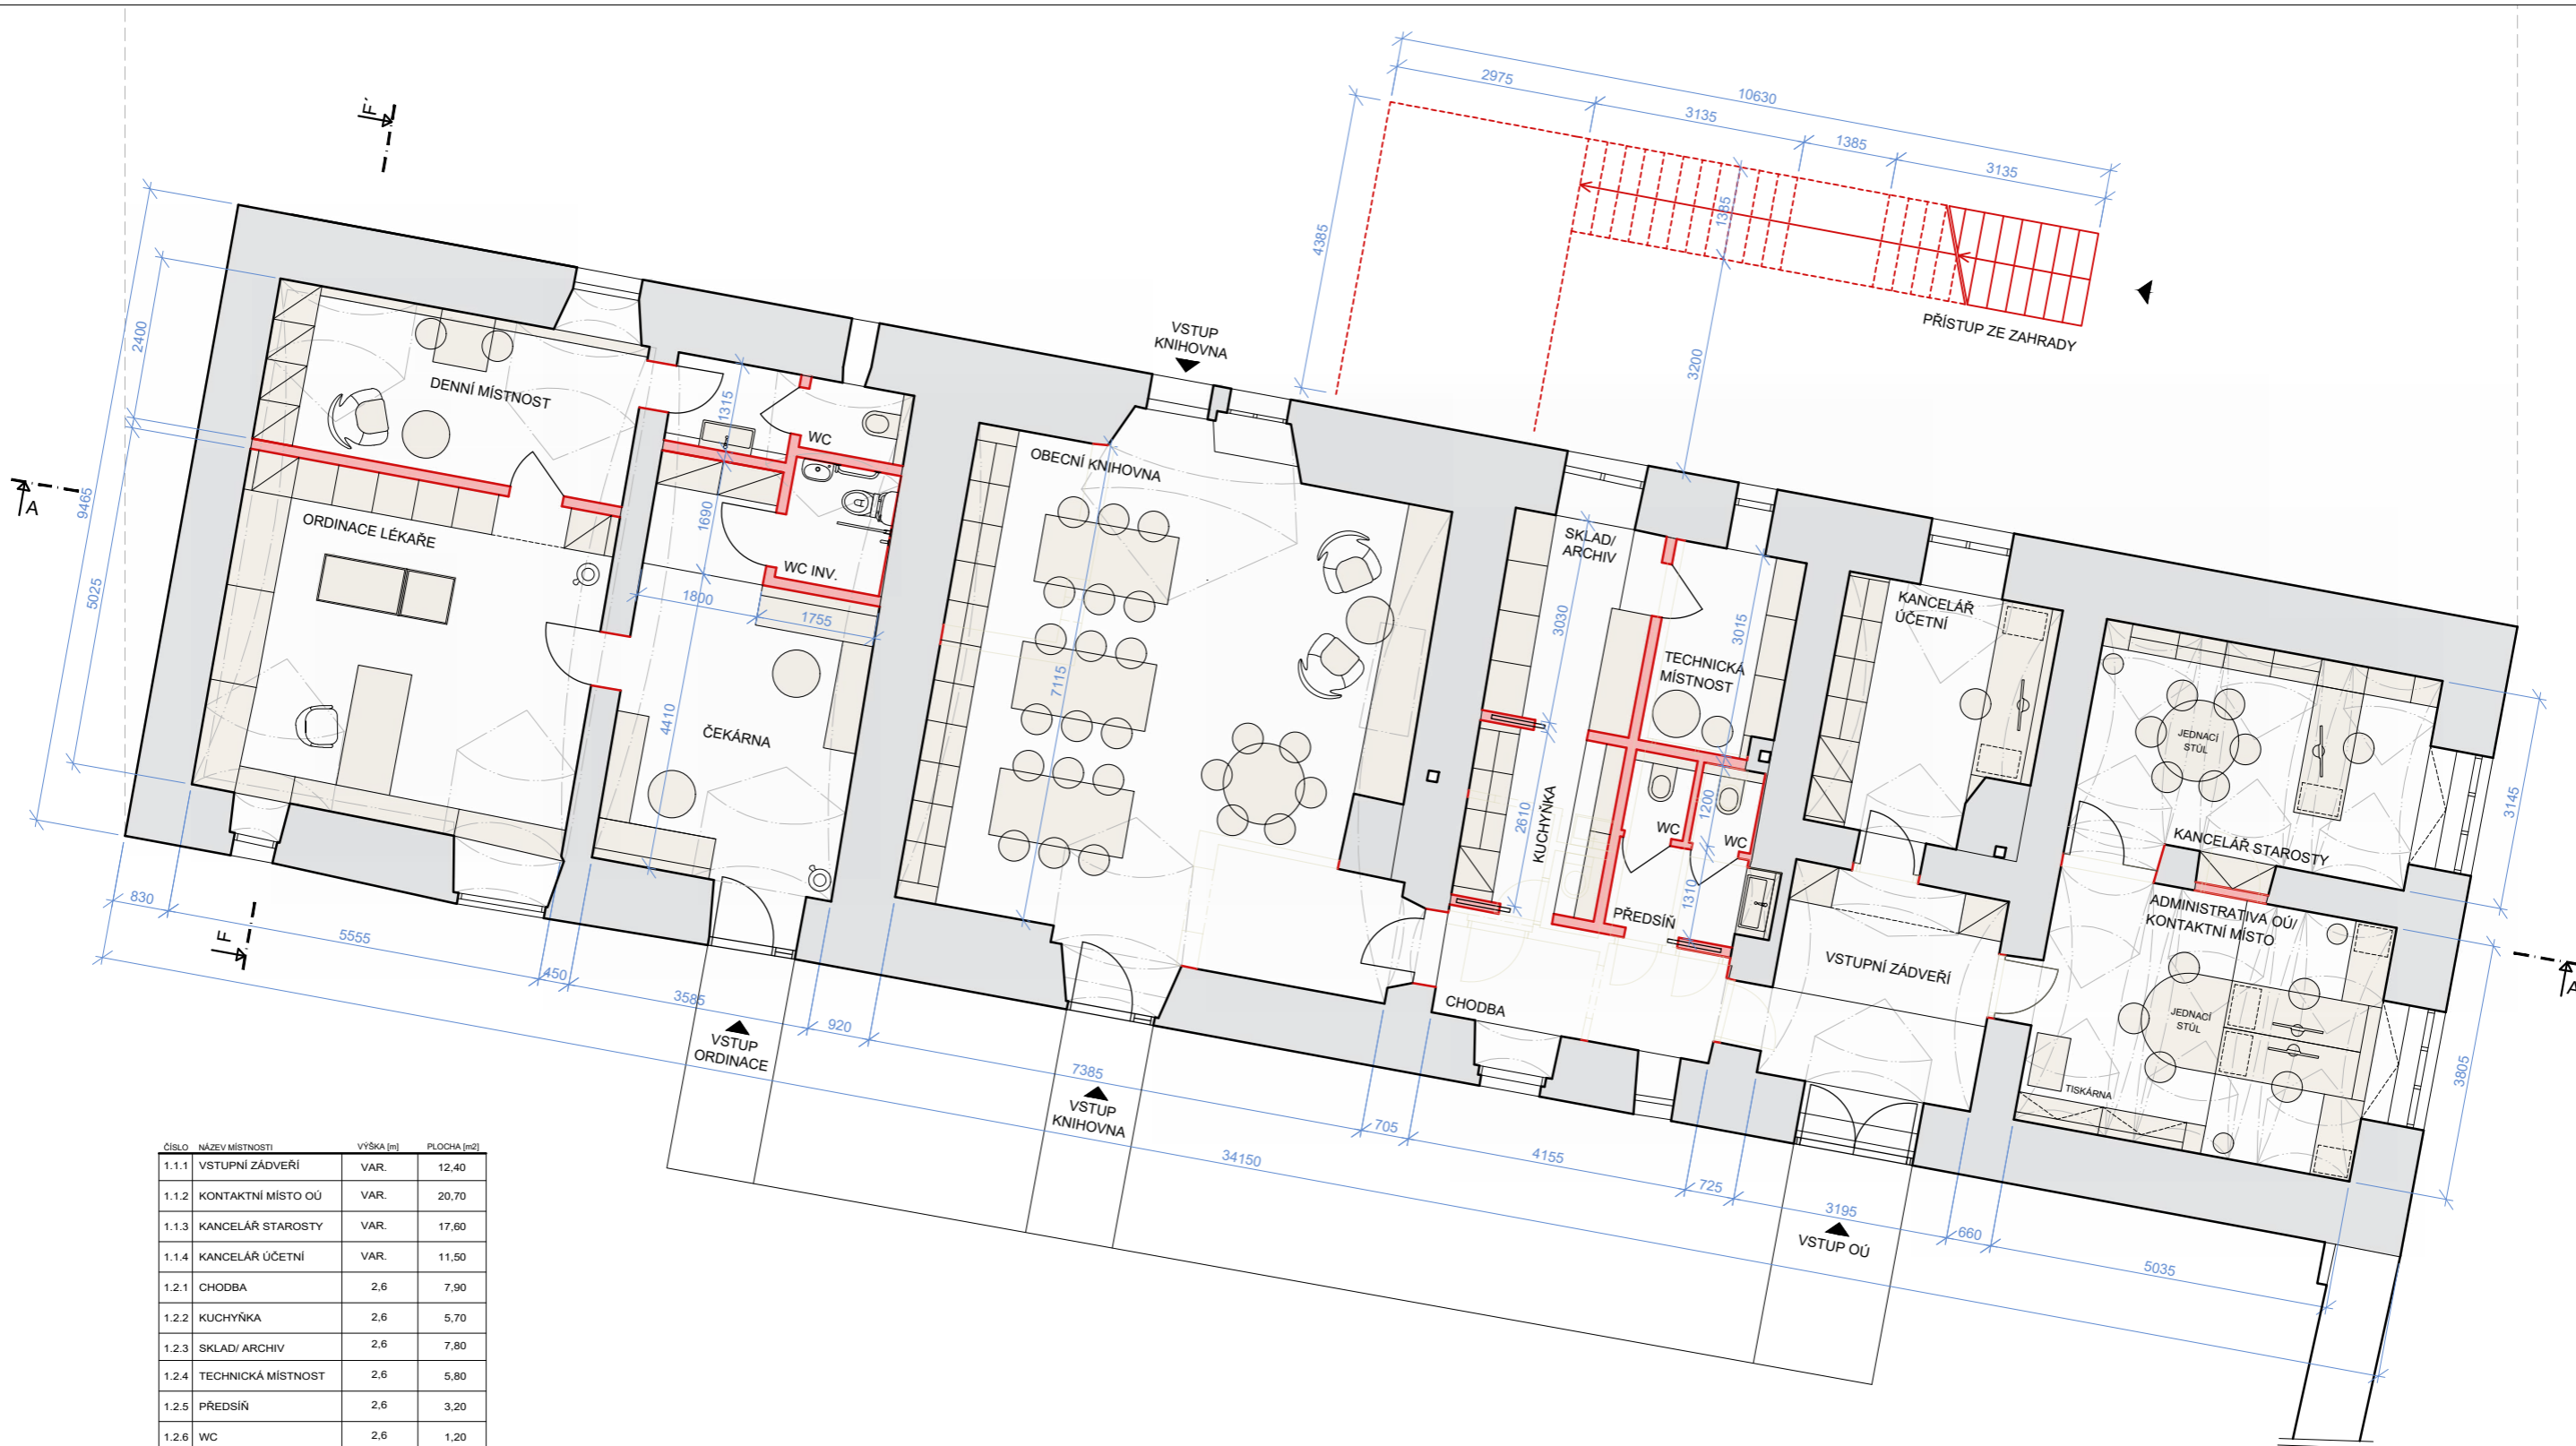 10630
2975
3135
1385
3135
1385
4385
3200
PŘÍSTUP ZE ZAHRADY
F'
VSTUP
KNIHOVNA
2400
9465
5025
A
DENNÍ MÍSTNOST
1315
WC
ORDINACE LÉKAŘE
1690
WC INV.
1800
1755
4410
ČEKÁRNA
OBECNÍ KNIHOVNA
7115
SKLAD/
ARCHIV
3030
3015
TECHNICKÁ
MÍSTNOST
KUCHYŇKA
2610
WC
WC
1200
1310
PŘEDSÍŇ
CHODBA
KANCELÁŘ
ÚČETNÍ
JEDNACÍ
STŮL
KANCELÁŘ STAROSTY
3145
ADMINISTRATIVA OÚ/
KONTAKTNÍ MÍSTO
VSTUPNÍ ZÁDVEŘÍ
JEDNACÍ
STŮL
TISKÁRNA
3805
A
830
5555
450
3585
920
7385
705
4155
725
3195
660
5035
34150
F
VSTUP
ORDINACE
VSTUP
KNIHOVNA
VSTUP OÚ
ČÍSLO NÁZEV MÍSTNOSTI VÝŠKA [m] PLOCHA [m2]
1.1.1 VSTUPNÍ ZÁDVEŘÍ VAR. 12,40
1.1.2 KONTAKTNÍ MÍSTO OÚ VAR. 20,70
1.1.3 KANCELÁŘ STAROSTY VAR. 17,60
1.1.4 KANCELÁŘ ÚČETNÍ VAR. 11,50
1.2.1 CHODBA 2,6 7,90
1.2.2 KUCHYŇKA 2,6 5,70
1.2.3 SKLAD/ ARCHIV 2,6 7,80
1.2.4 TECHNICKÁ MÍSTNOST 2,6 5,80
1.2.5 PŘEDSÍŇ 2,6 3,20
1.2.6 WC 2,6 1,20